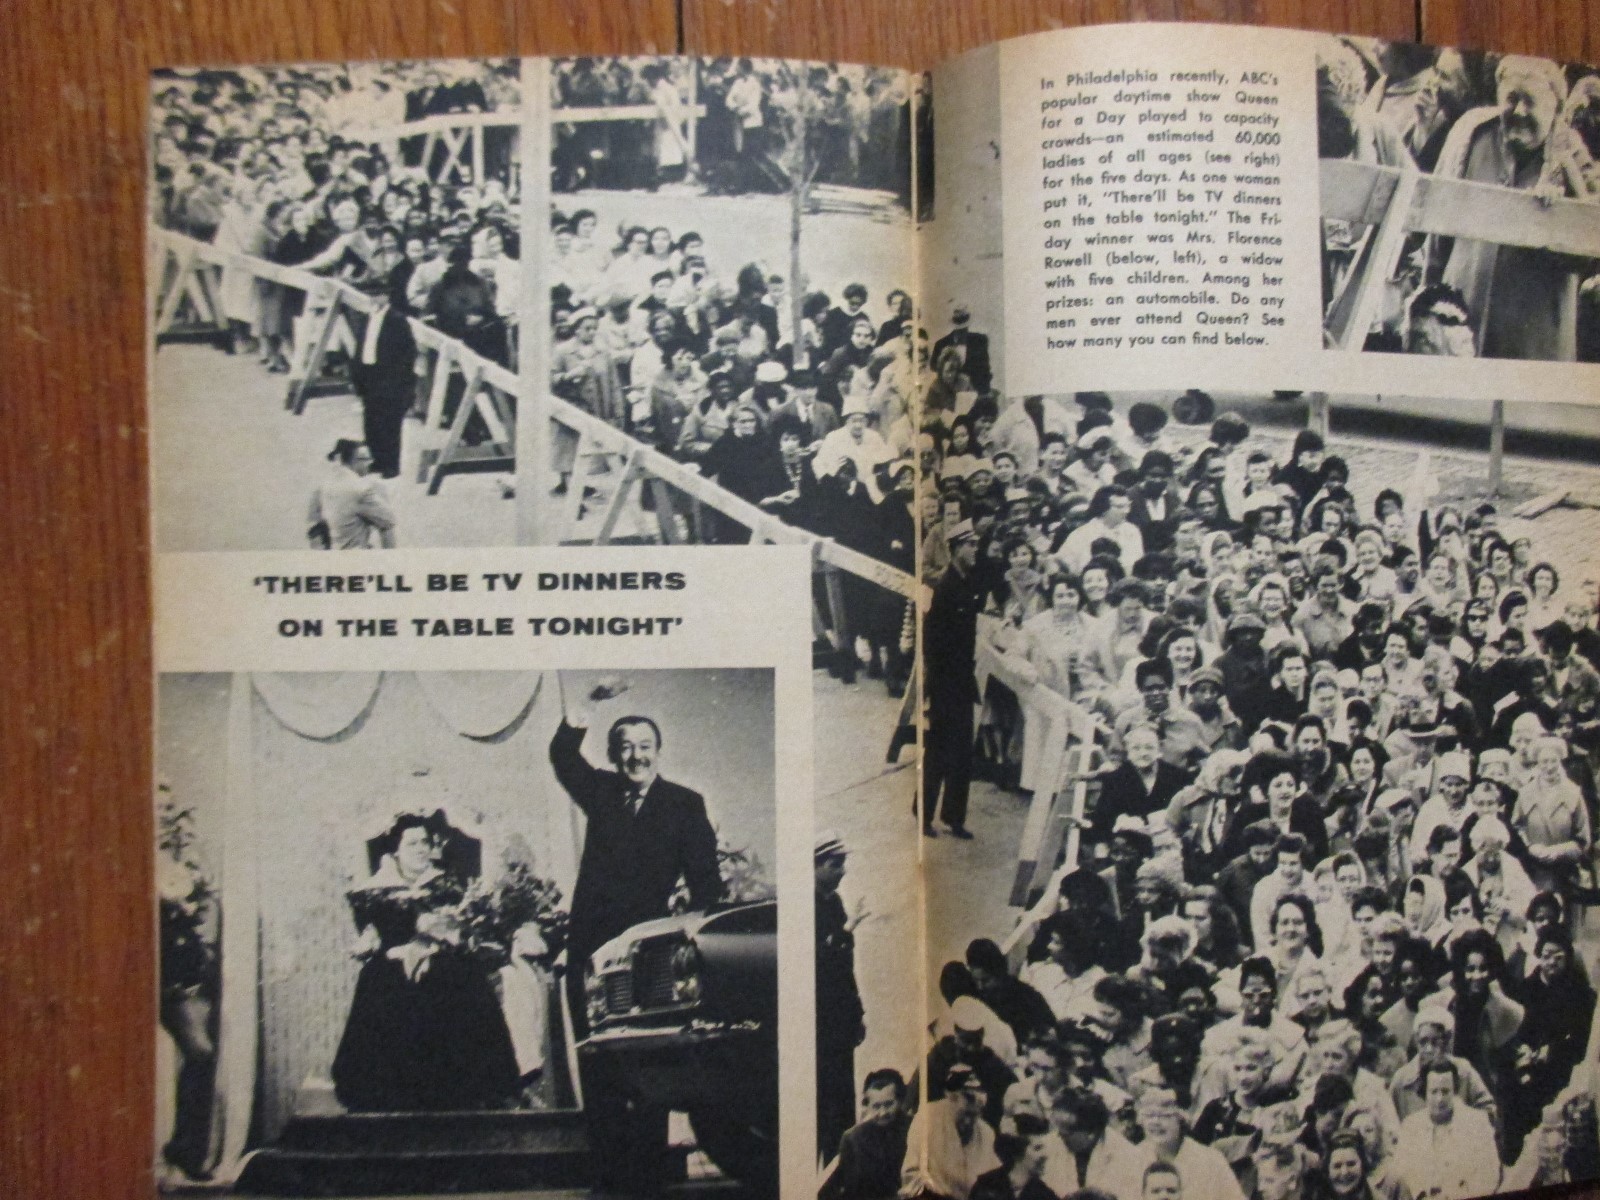 'THERE'LL BE TV DINNERS
ON THE TABLE TONIGHT'
In Philadelphia recently, ABC's
popular daytime show Queen
for a Day played to capacity
crowds—an estimated 60,000
ladies of all ages (see right)
for the five days. As one woman
put it, "There'll be TV dinners
on the table tonight." The Fri-
day winner was Mrs. Florence
Rowell (below, left), a widow
with five children. Among her
prizes: an automobile. Do any
men ever attend Queen? See
how many you can find below.
POLICE